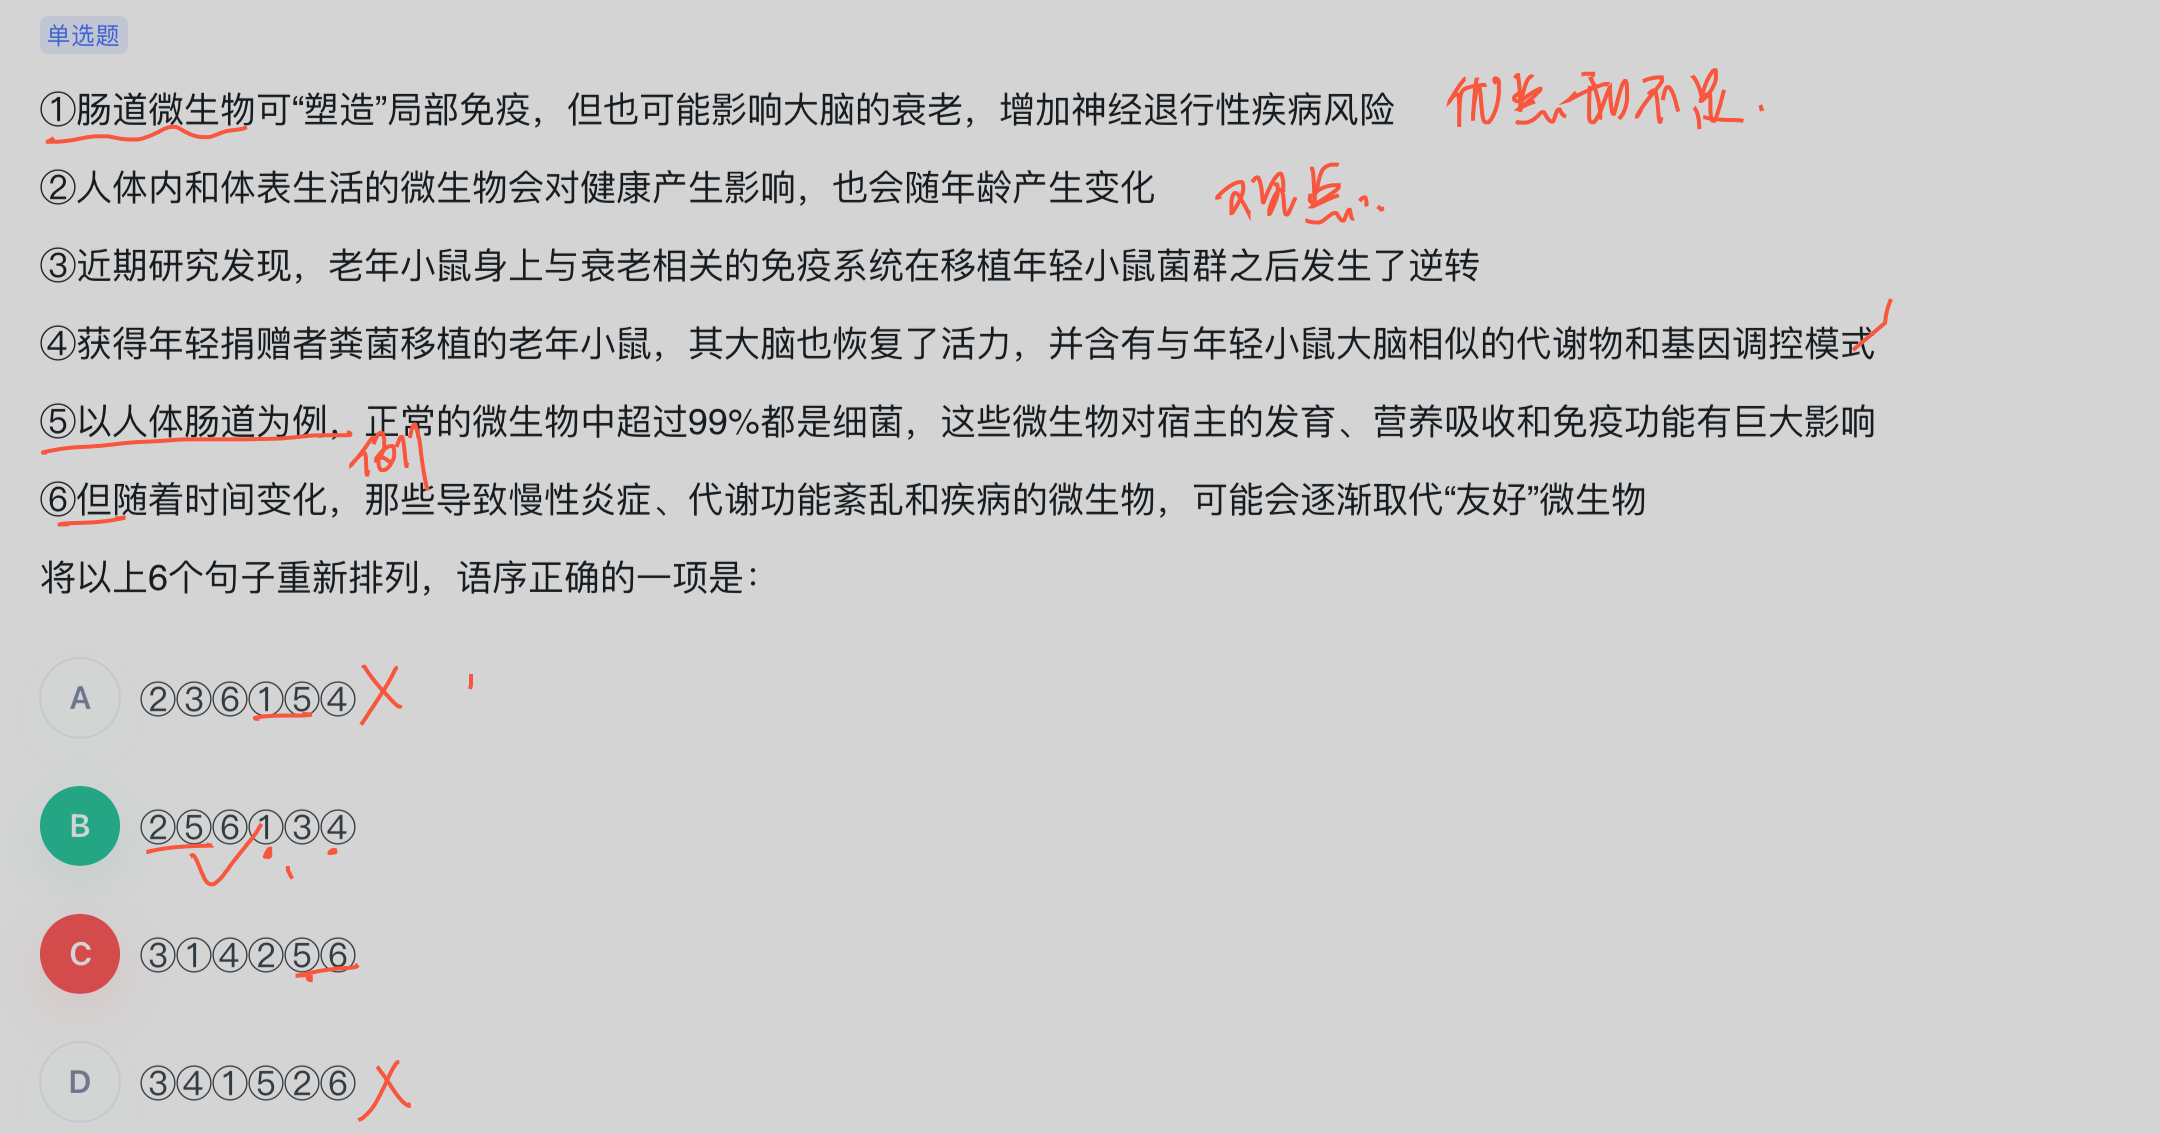 单选题
①肠道微生物可“塑造”局部免疫，但也可能影响大脑的衰老，增加神经退行性疾病风险 优点和不足.
②人体内和体表生活的微生物会对健康产生影响，也会随年龄产生变化 观点.
③近期研究发现，老年小鼠身上与衰老相关的免疫系统在移植年轻小鼠菌群之后发生了逆转
④获得年轻捐赠者粪菌移植的老年小鼠，其大脑也恢复了活力，并含有与年轻小鼠大脑相似的代谢物和基因调控模式
⑤以人体肠道为例，正常的微生物中超过99%都是细菌，这些微生物对宿主的发育、营养吸收和免疫功能有巨大影响
例
⑥但随着时间变化，那些导致慢性炎症、代谢功能紊乱和疾病的微生物，可能会逐渐取代“友好”微生物
将以上6个句子重新排列，语序正确的一项是：
A ②③⑥①⑤④
B ②⑤⑥①③④
C ③①④②⑤⑥
D ③④①⑤②⑥